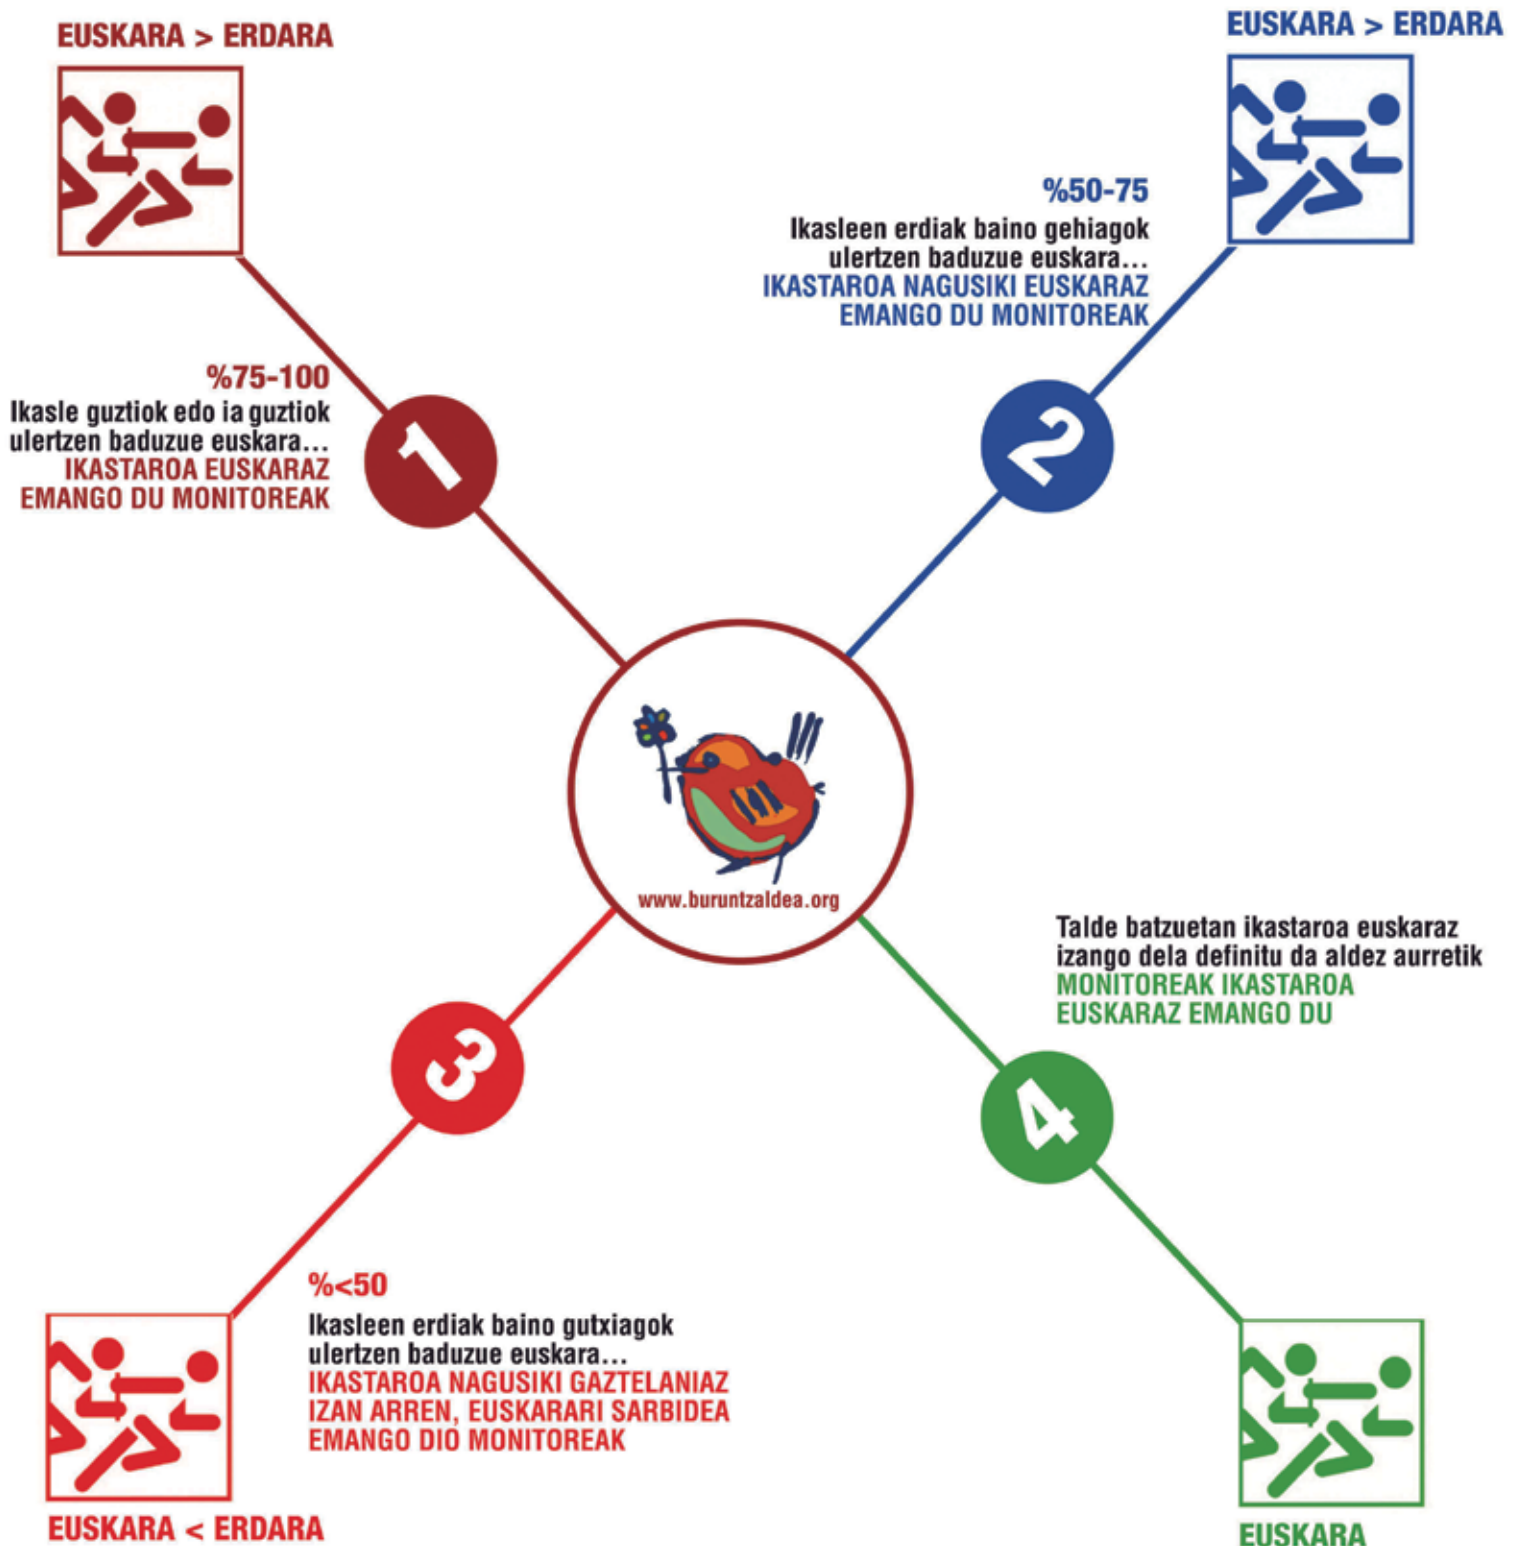 EUSKARA > ERDARA
%75-100
Ikasle guztiok edo ia guztiok
ulertzen baduzue euskara...
IKASTAROA EUSKARAZ
EMANGO DU MONITOREAK
1
EUSKARA > ERDARA
%50-75
Ikasleen erdiak baino gehiagok
ulertzen baduzue euskara...
IKASTAROA NAGUSIKI EUSKARAZ
EMANGO DU MONITOREAK
2
www.buruntzaldea.org
3
%<50
Ikasleen erdiak baino gutxiagok
ulertzen baduzue euskara...
IKASTAROA NAGUSIKI GAZTELANIAZ
IZAN ARREN, EUSKARARI SARBIDEA
EMANGO DIO MONITOREAK
EUSKARA < ERDARA
Talde batzuetan ikastaroa euskaraz
izango dela definitu da aldez aurretik
MONITOREAK IKASTAROA
EUSKARAZ EMANGO DU
4
EUSKARA